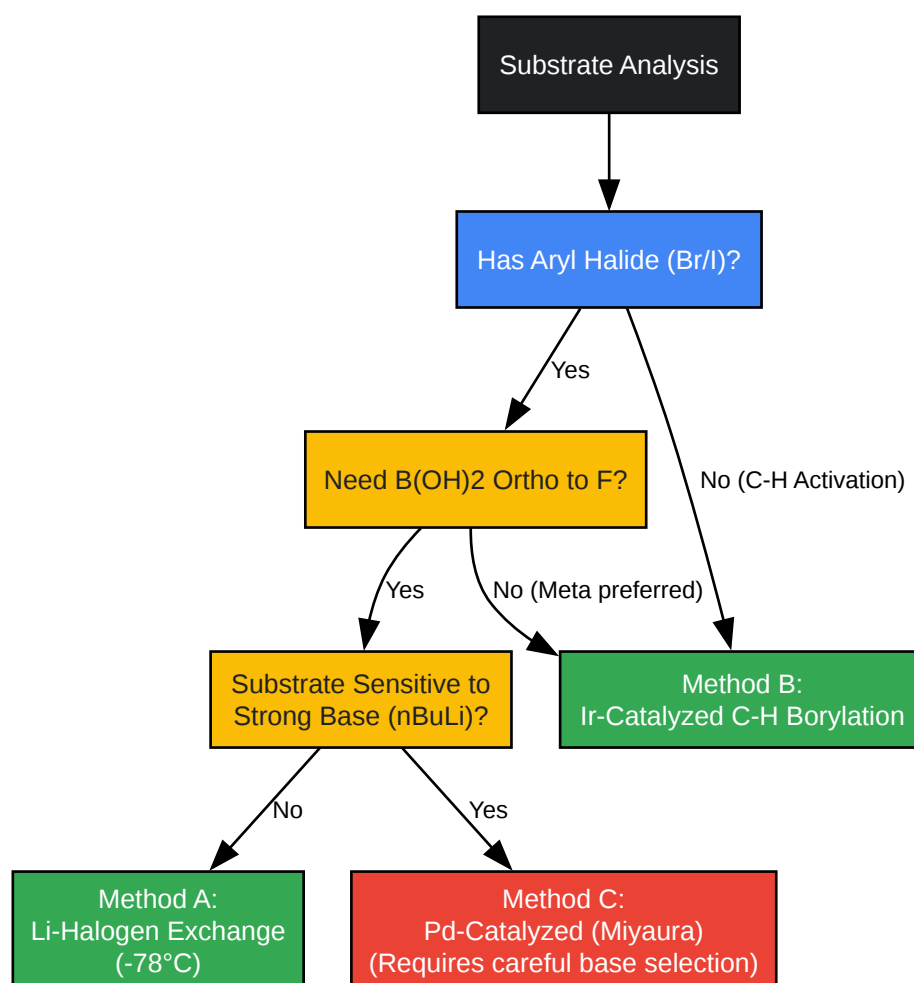 Substrate Analysis
Has Aryl Halide (Br/I)?
Yes
No (C-H Activation)
Need B(OH)2 Ortho to F?
Yes
No (Meta preferred)
Substrate Sensitive to
Strong Base (nBuLi)?
Method B:
Ir-Catalyzed C-H Borylation
No
Yes
Method A:
Li-Halogen Exchange
(-78°C)
Method C:
Pd-Catalyzed (Miyaura)
(Requires careful base selection)